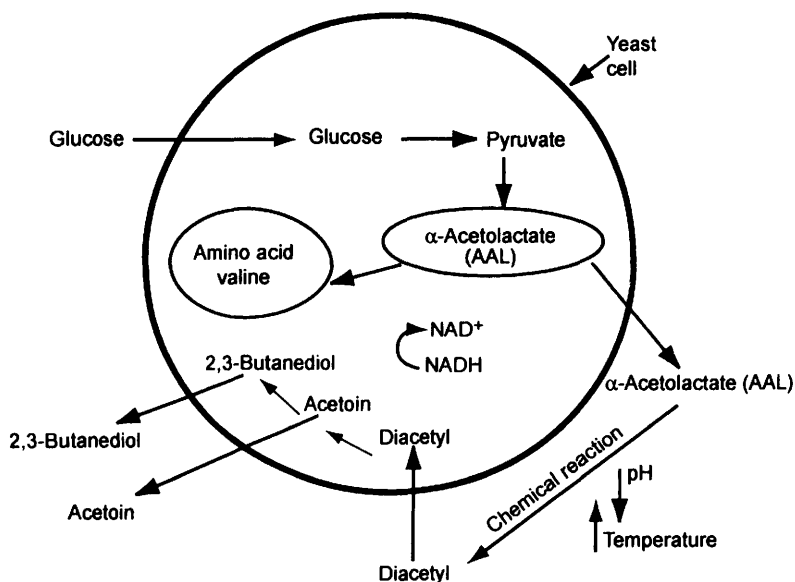 Yeast
cell
Glucose
Glucose
Pyruvate
α-Acetolactate
(AAL)
Amino acid
valine
NAD⁺
NADH
2,3-Butanediol
α-Acetolactate (AAL)
Acetoin
2,3-Butanediol
Diacetyl
Chemical reaction
pH
Acetoin
Temperature
Diacetyl